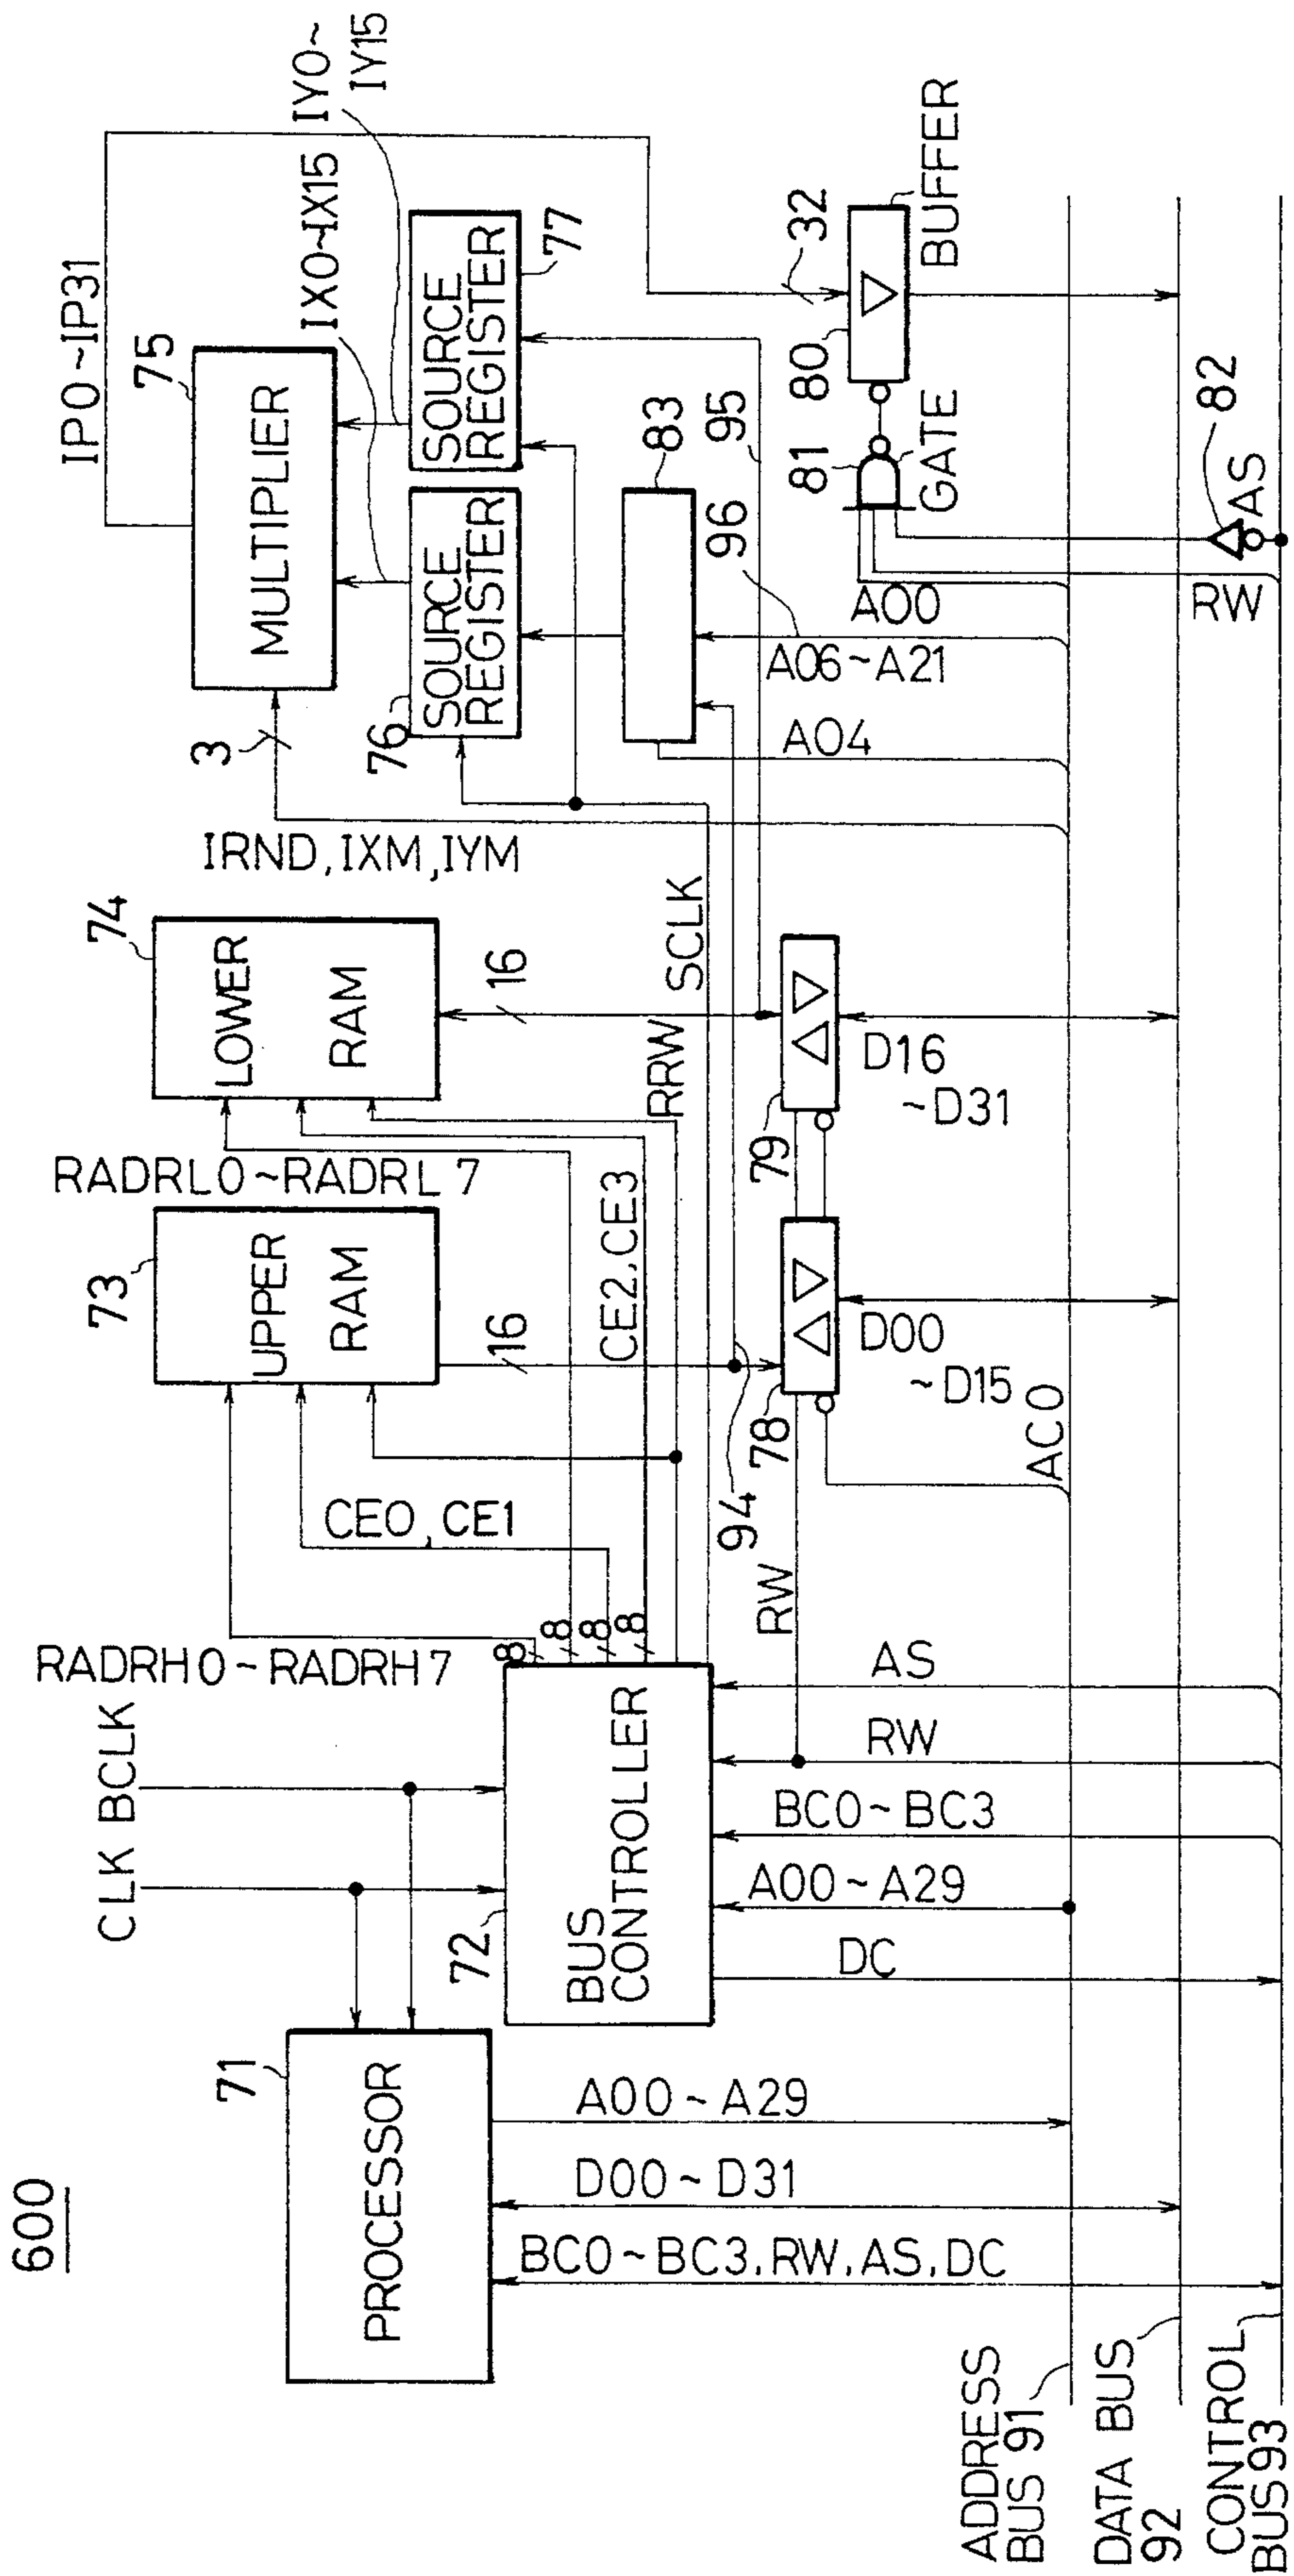 600
CLK BCLK
RADRH0~RADRH7
RADRL0~RADRL7
IP0~IP31
71
PROCESSOR
72
BUS
CONTROLLER
8
8
8
8
CE0, CE1
73
UPPER
RAM
16
CE2, CE3
74
LOWER
RAM
16
RRW
SCLK
IRND, IXM, IYM
3
75
MULTIPLIER
IX0~IX15
IY0~
IY15
76
SOURCE
REGISTER
SOURCE
REGISTER
77
83
96
95
94
RW
78
79
A04
A06~A21
A00
81
GATE
80
32
BUFFER
82
AS
RW
D00
~D15
D16
~D31
AC0
AS
RW
BC0~BC3
A00~A29
DC
A00~A29
D00~D31
BC0~BC3, RW, AS, DC
ADDRESS
BUS 91
DATA BUS
92
CONTROL
BUS 93